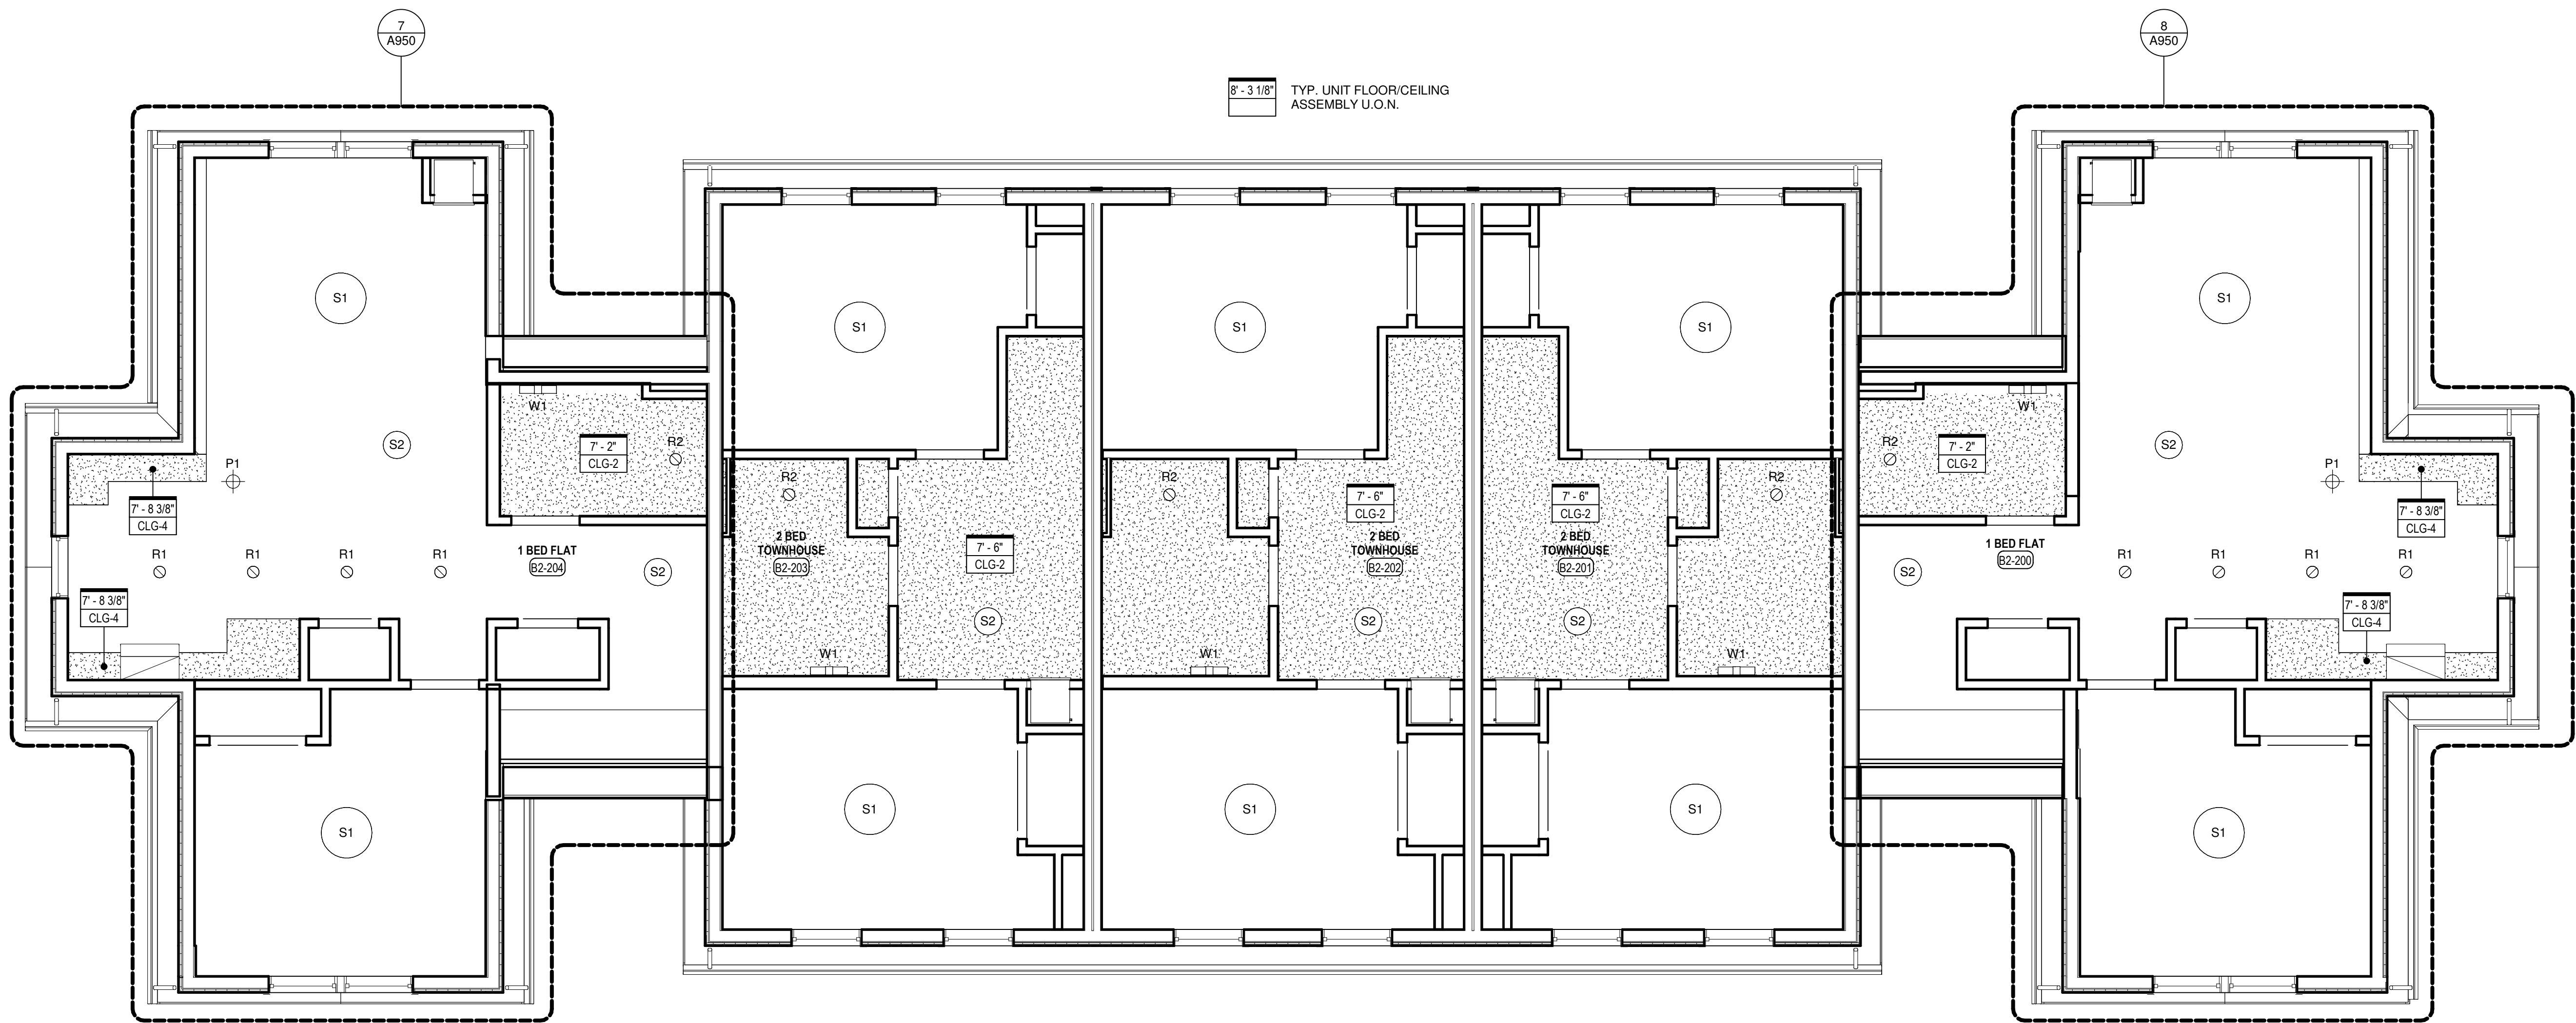 7
A950
8
A950
8' - 3 1/8"
TYP. UNIT FLOOR/CEILING
ASSEMBLY U.O.N.
S1
S1
S1
S1
S1
S2
S2
W1
7' - 2"
CLG-2
R2
R2
7' - 2"
CLG-2
W1
P1
P1
7' - 8 3/8"
CLG-4
7' - 8 3/8"
CLG-4
R2
R2
R2
7' - 6"
CLG-2
7' - 6"
CLG-2
7' - 6"
CLG-2
R1
R1
R1
R1
1 BED FLAT
B2-204
S2
2 BED
TOWNHOUSE
B2-203
2 BED
TOWNHOUSE
B2-202
2 BED
TOWNHOUSE
B2-201
S2
1 BED FLAT
B2-200
R1
R1
R1
R1
7' - 8 3/8"
CLG-4
7' - 8 3/8"
CLG-4
S2
S2
S2
W1
W1
W1
S1
S1
S1
S1
S1